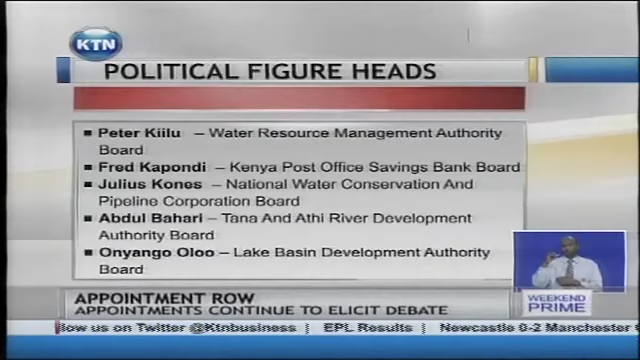 KTN
POLITICAL FIGURE HEADS
▪ Peter Kiilu – Water Resource Management Authority
Board
▪ Fred Kapondi – Kenya Post Office Savings Bank Board
▪ Julius Kones – National Water Conservation And
Pipeline Corporation Board
▪ Abdul Bahari – Tana And Athi River Development
Authority Board
▪ Onyango Oloo – Lake Basin Development Authority
Board
WEEKEND
PRIME
APPOINTMENT ROW
APPOINTMENTS CONTINUE TO ELICIT DEBATE
llow us on Twitter @Ktnbusiness | EPL Results | Newcastle 0-2 Manchester